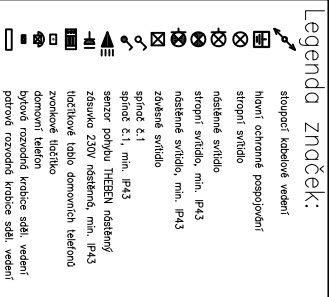 Legenda značek:
stoupací kabelové vedení
hlavní ochranné pospojování
stropní svítidlo
nástěnné svítidlo
stropní svítidlo, min. IP43
nástěnné svítidlo, min. IP43
závěsné svítidlo
spínač č.1
spínač č.1, min. IP43
senzor pohybu THEBEN nástěnný
zásuvka 230V nástěnná, min. IP43
tlačítkové tablo domovních telefonů
zvonkové tlačítko
domovní telefon
bytová rozvodná krabice sděl. vedení
patrová rozvodná krabice sděl. vedení